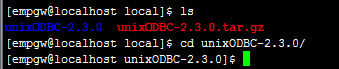 [empgw@localhost local]$ ls
unixODBC-2.3.0  unixODBC-2.3.0.tar.gz
[empgw@localhost local]$ cd unixODBC-2.3.0/
[empgw@localhost unixODBC-2.3.0]$